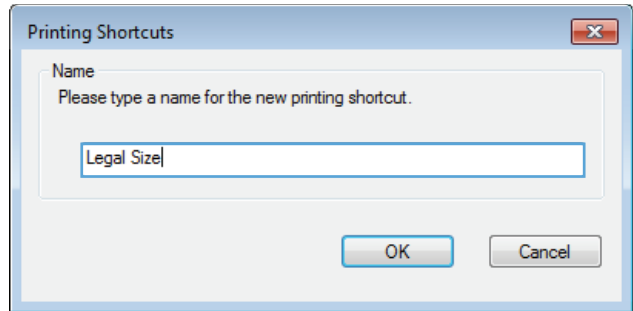 Printing Shortcuts
Name
Please type a name for the new printing shortcut.
Legal Size
OK
Cancel